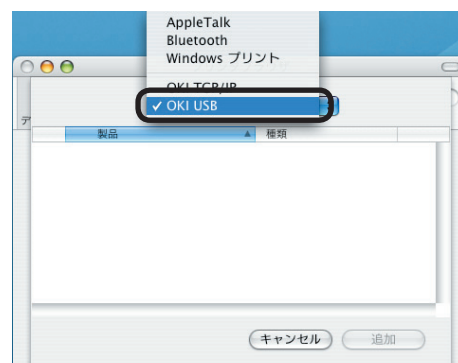 AppleTalk
Bluetooth
Windows プリント
OKI TCP/IP
✓ OKI USB
デ
製品 種類
キャンセル 追加